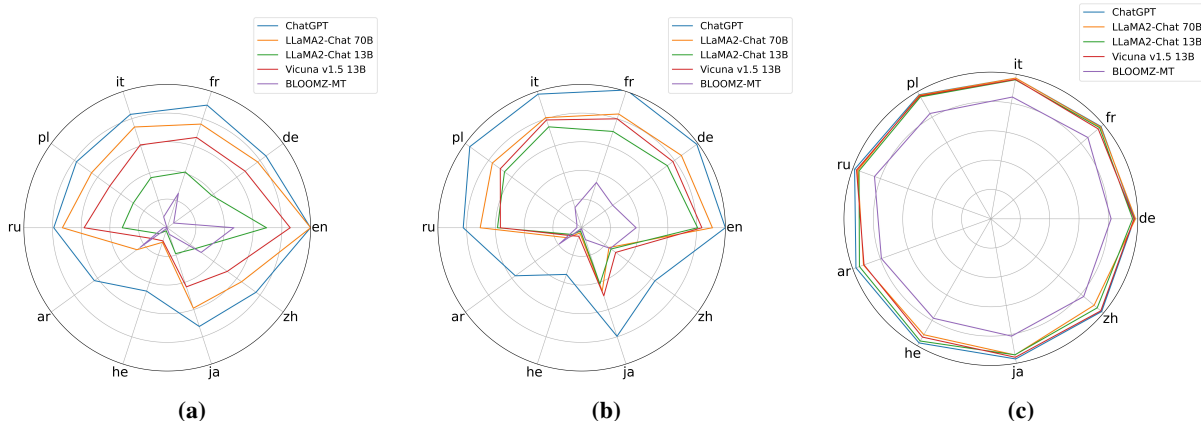 ChatGPT
LLaMA2-Chat 70B
LLaMA2-Chat 13B
Vicuna v1.5 13B
BLOOMZ-MT
it
fr
pl
de
ru
en
ar
zh
he
ja
(a)
ChatGPT
LLaMA2-Chat 70B
LLaMA2-Chat 13B
Vicuna v1.5 13B
BLOOMZ-MT
it
fr
pl
de
ru
en
ar
zh
he
ja
(b)
ChatGPT
LLaMA2-Chat 70B
LLaMA2-Chat 13B
Vicuna v1.5 13B
BLOOMZ-MT
it
pl
fr
ru
de
ar
zh
he
ja
(c)